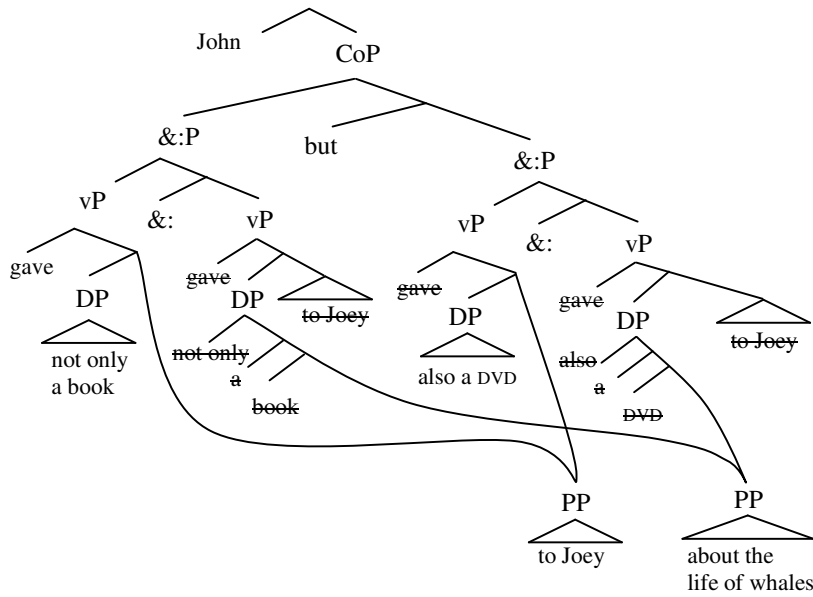 John
CoP
&:P
but
&:P
vP
&:
vP
vP
&:
vP
gave
DP
not only
a book
gave
DP
to Joey
not only
a
book
gave
DP
also a DVD
gave
DP
to Joey
also
a
DVD
PP
to Joey
PP
about the
life of whales